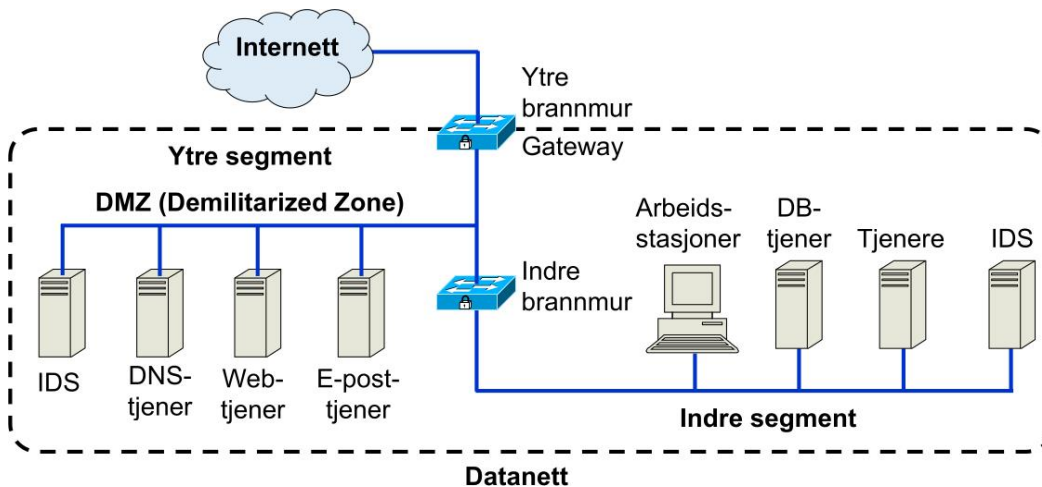 Internett
Ytre
brannmur
Gateway
Ytre segment
DMZ (Demilitarized Zone)
Arbeids-
stasjoner
DB-
tjener
Tjenere
IDS
Indre
brannmur
IDS
DNS-
tjener
Web-
tjener
E-post-
tjener
Indre segment
Datanett